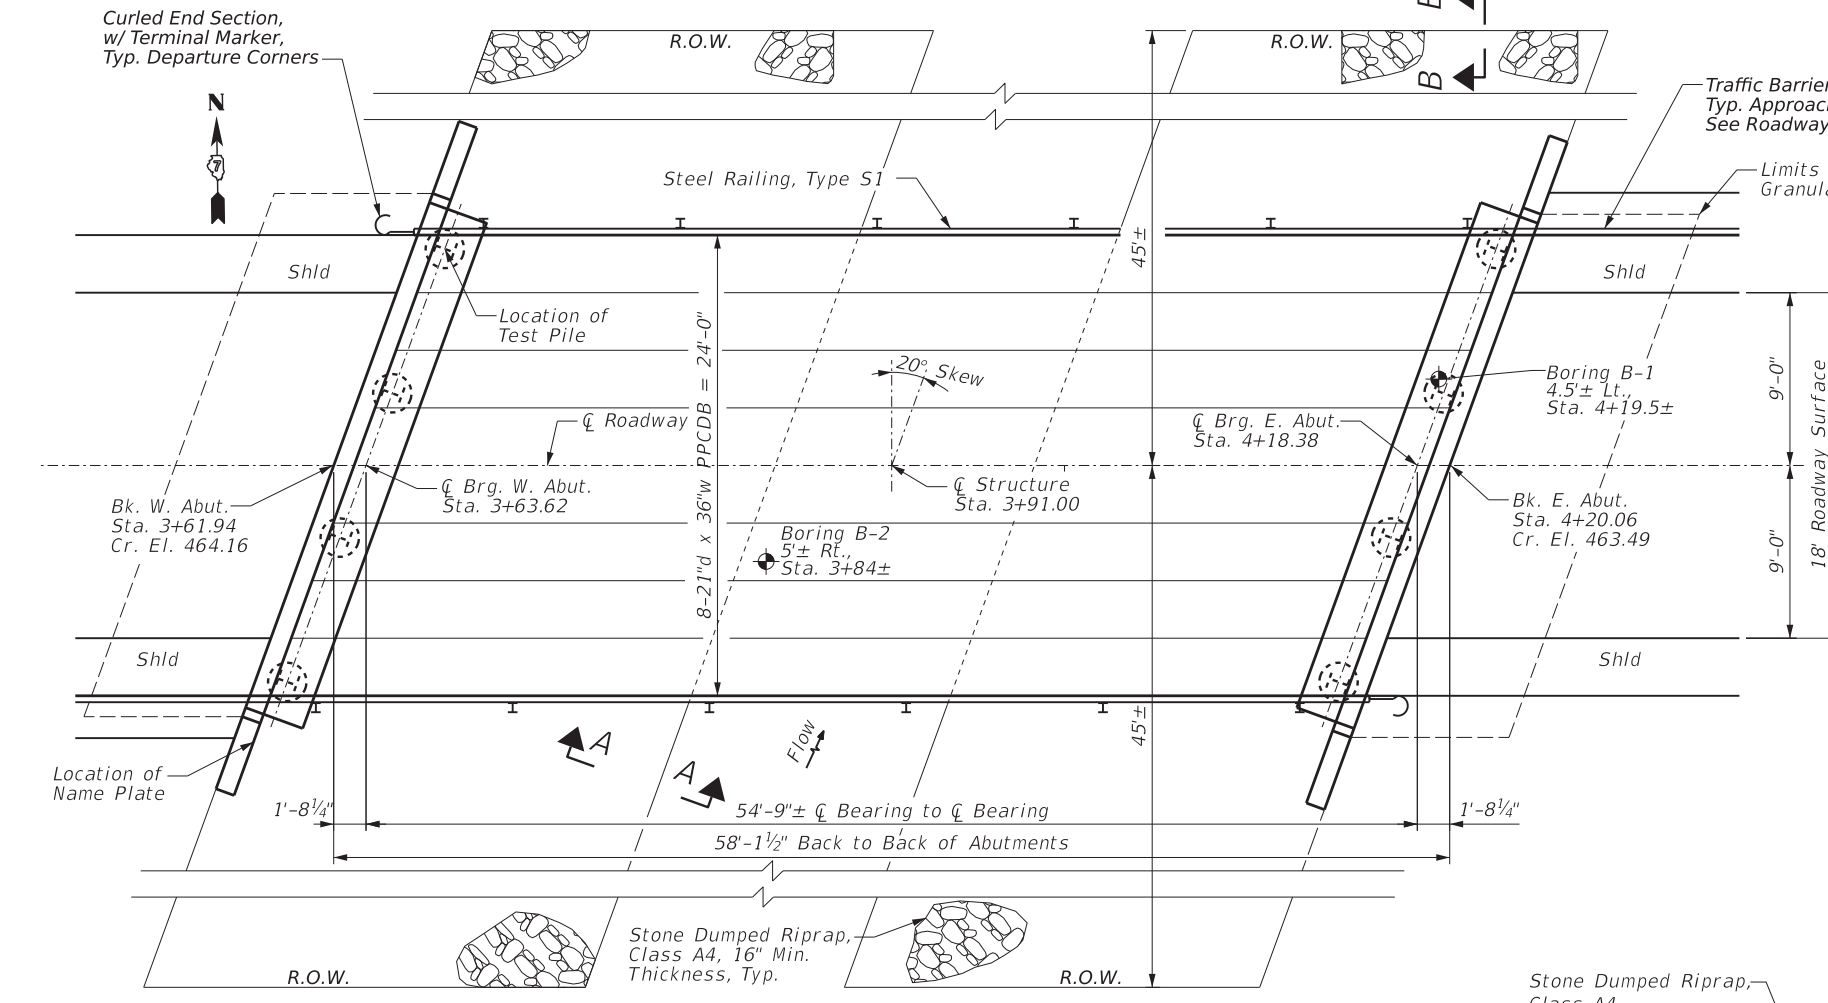 Curled End Section,
w/ Terminal Marker,
Typ. Departure Corners
R.O.W.
R.O.W.
B
B
Traffic Barrier
Typ. Approach
See Roadway
N
7
Steel Railing, Type S1
Limits
Granula
45'±
Shld
Shld
Location of
Test Pile
20° Skew
Boring B-1
4.5'± Lt.,
Sta. 4+19.5±
9'-0"
18' Roadway Surface
8-21"d x 36"w PPCDB = 24'-0"
℄ Roadway
℄ Brg. E. Abut.
Sta. 4+18.38
Bk. W. Abut.
Sta. 3+61.94
Cr. El. 464.16
℄ Brg. W. Abut.
Sta. 3+63.62
℄ Structure
Sta. 3+91.00
Bk. E. Abut.
Sta. 4+20.06
Cr. El. 463.49
Boring B-2
5'± Rt.,
Sta. 3+84±
9'-0"
Shld
Shld
A
A
Flow
45'±
Location of
Name Plate
1'-8¼"
54'-9"± ℄ Bearing to ℄ Bearing
1'-8¼"
58'-1½" Back to Back of Abutments
Stone Dumped Riprap,
Class A4, 16" Min.
Thickness, Typ.
R.O.W.
R.O.W.
Stone Dumped Riprap,
Class A4